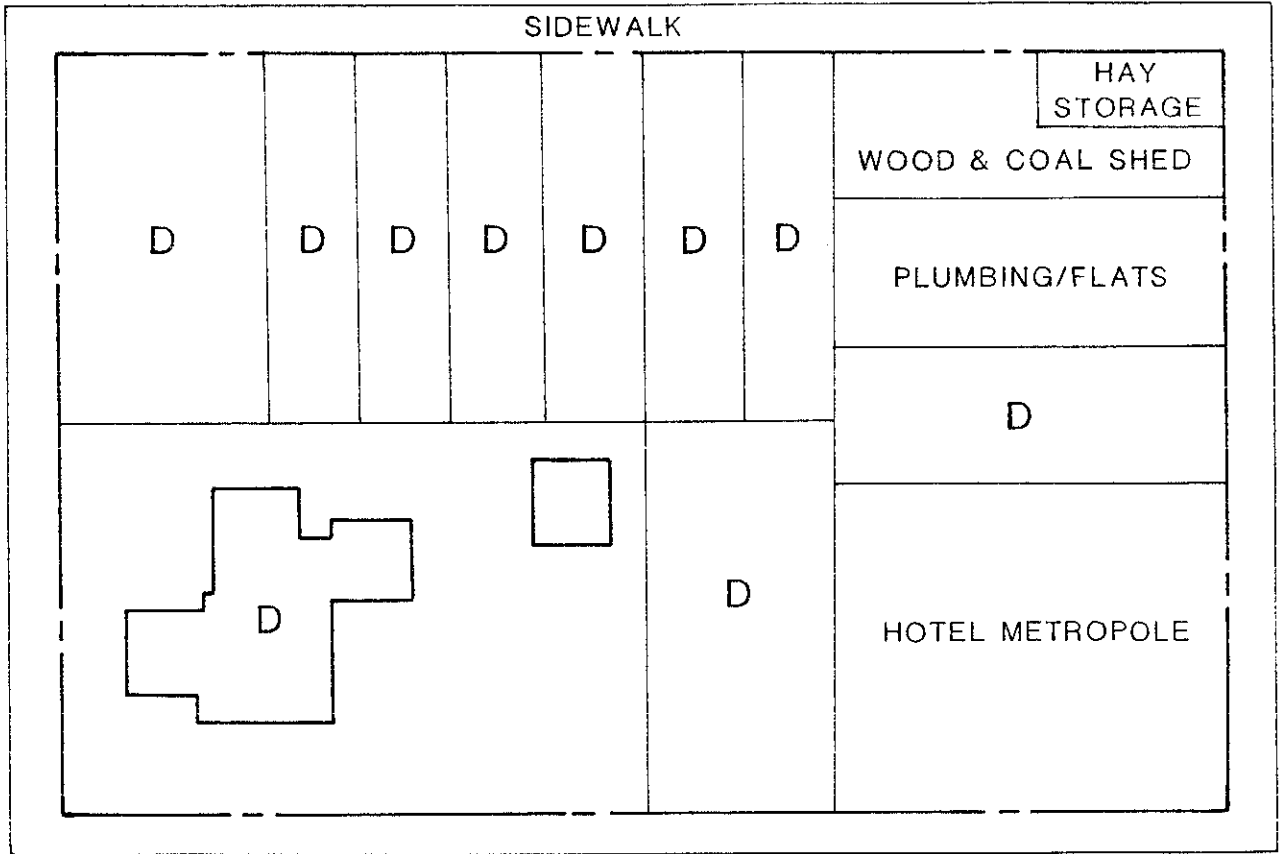 SIDEWALK
HAY
STORAGE
WOOD & COAL SHED
D D D D D D D
PLUMBING/FLATS
D
D
D
HOTEL METROPOLE